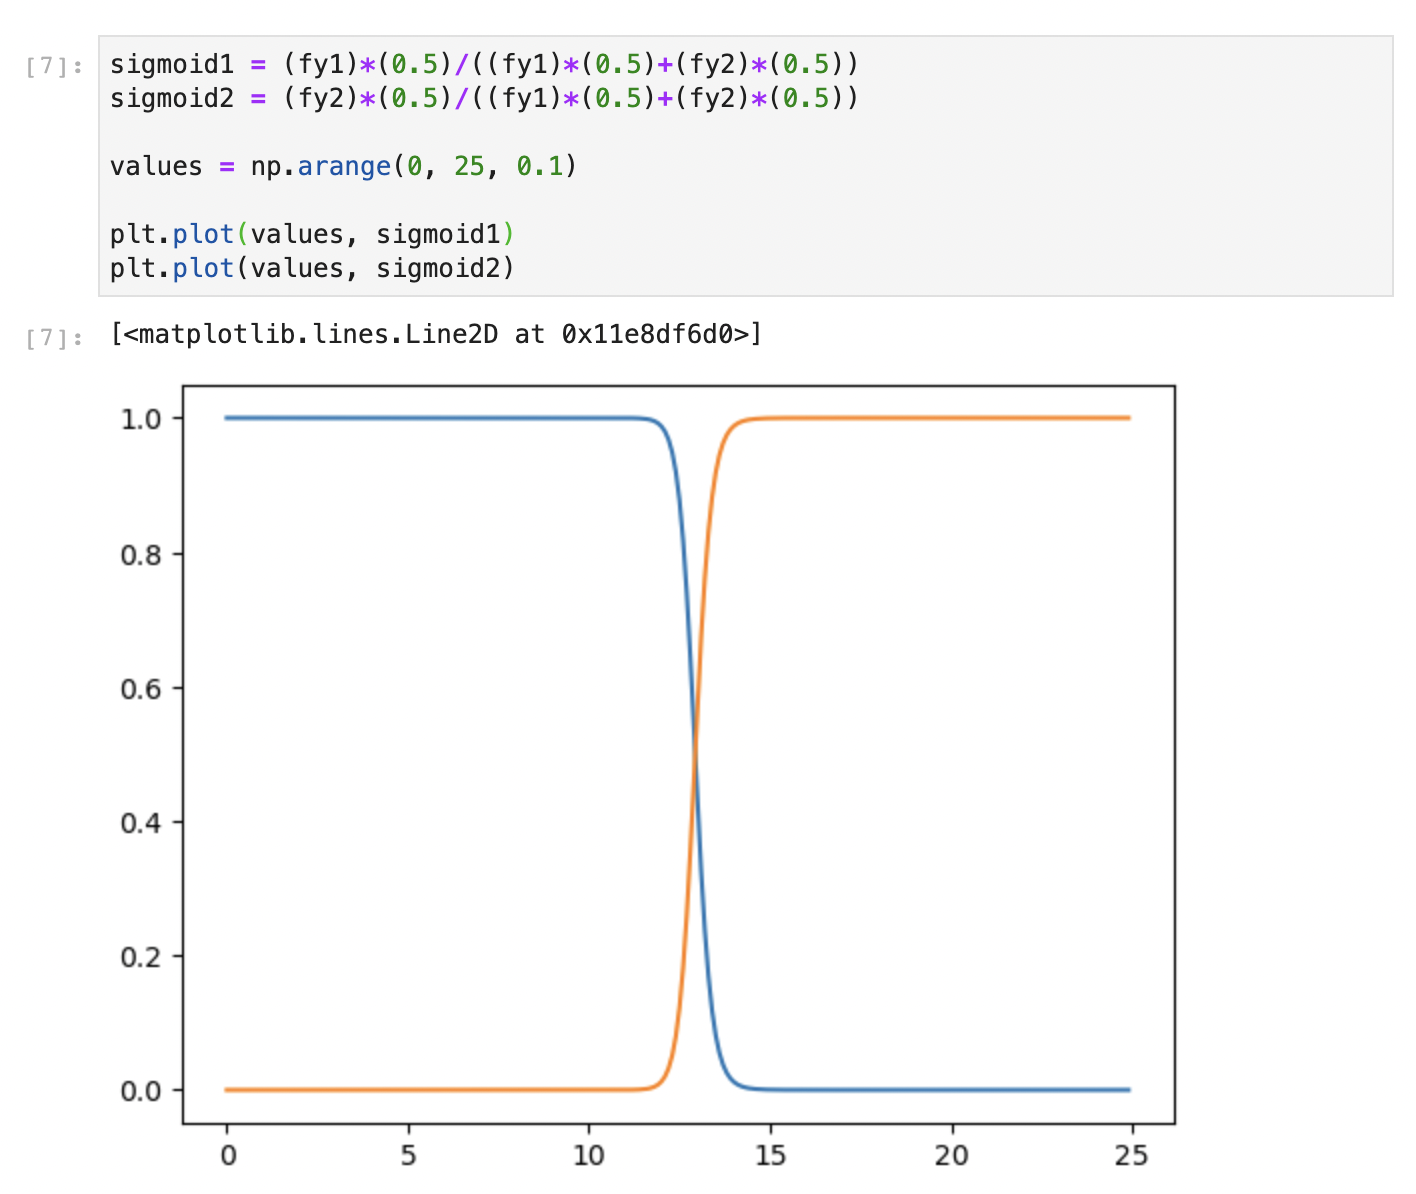 [7]: sigmoid1 = (fy1)*(0.5)/((fy1)*(0.5)+(fy2)*(0.5))
sigmoid2 = (fy2)*(0.5)/((fy1)*(0.5)+(fy2)*(0.5))
values = np.arange(0, 25, 0.1)
plt.plot(values, sigmoid1)
plt.plot(values, sigmoid2)
[7]: [<matplotlib.lines.Line2D at 0x11e8df6d0>]
1.0
0.8
0.6
0.4
0.2
0.0
0 5 10 15 20 25